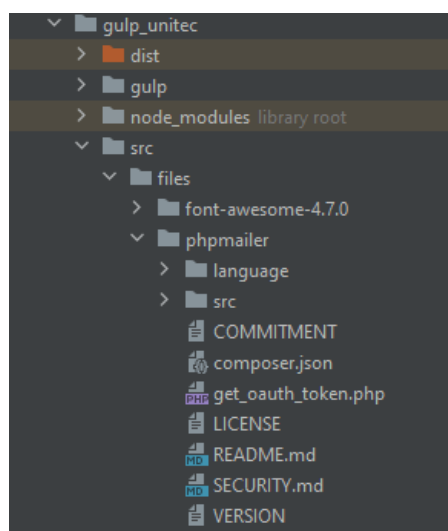 gulp_unitec
dist
gulp
node_modules library root
src
files
font-awesome-4.7.0
phpmailer
language
src
COMMITMENT
composer.json
get_oauth_token.php
LICENSE
README.md
SECURITY.md
VERSION